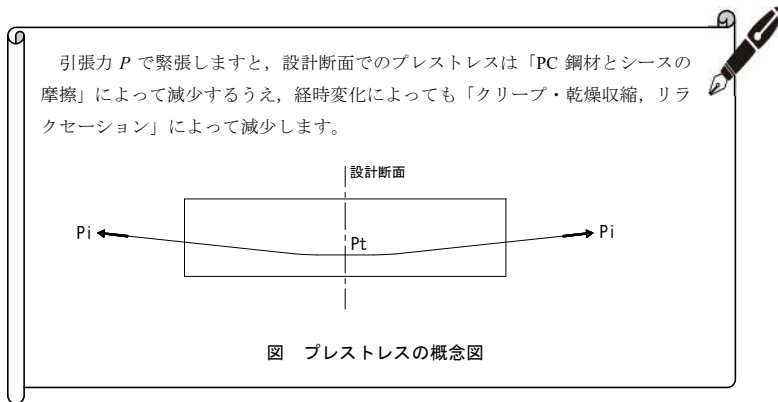 引張力 P で緊張しますと，設計断面でのプレストレスは「PC 鋼材とシースの
摩擦」によって減少するうえ，経時変化によっても「クリープ・乾燥収縮，リラ
クセーション」によって減少します。
設計断面
Pi
Pt
Pi
図　プレストレスの概念図